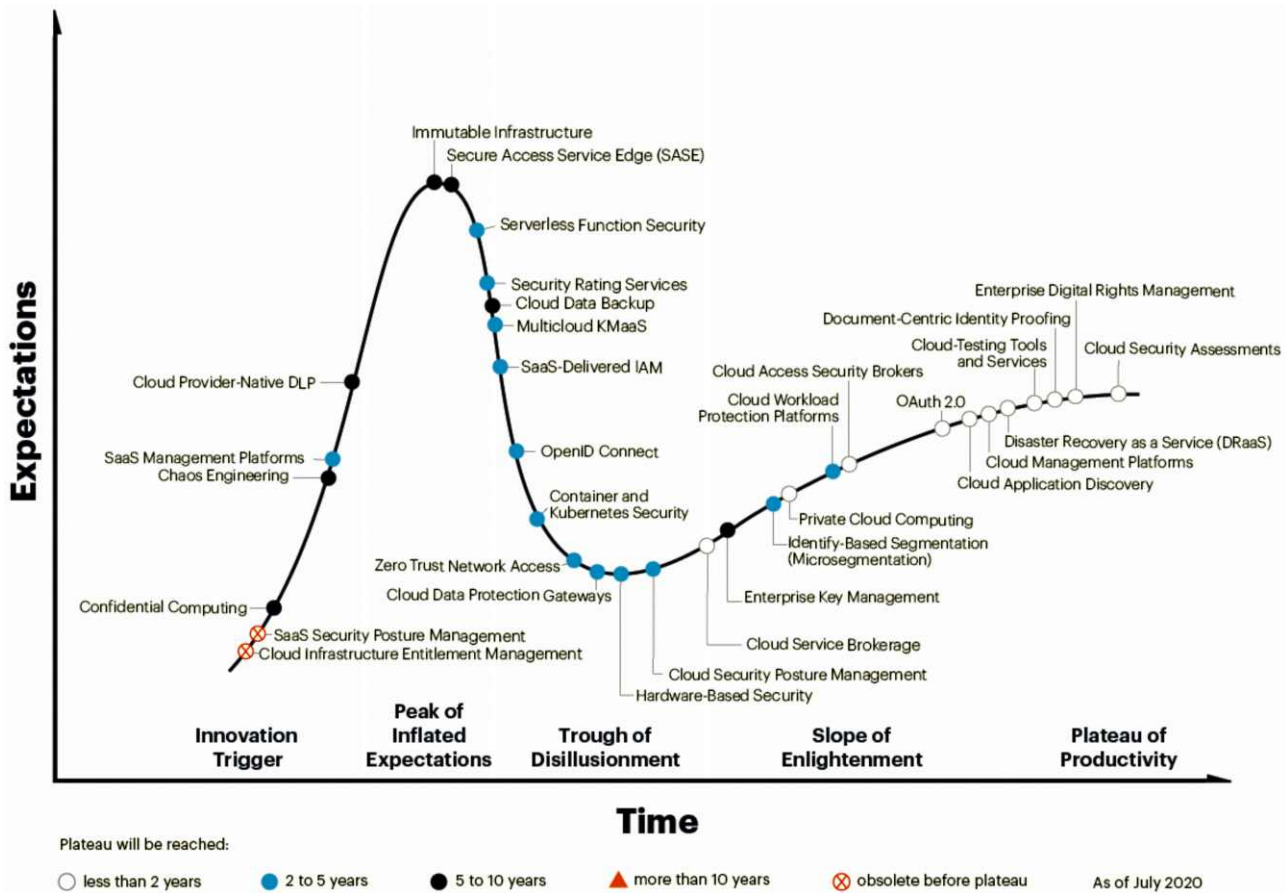 Immutable Infrastructure
Secure Access Service Edge (SASE)
Serverless Function Security
Security Rating Services
Cloud Data Backup
Multicloud KMaaS
SaaS-Delivered IAM
OpenID Connect
Container and
Kubernetes Security
Cloud Provider-Native DLP
SaaS Management Platforms
Chaos Engineering
Confidential Computing
SaaS Security Posture Management
Cloud Infrastructure Entitlement Management
Zero Trust Network Access
Cloud Data Protection Gateways
Hardware-Based Security
Cloud Security Posture Management
Cloud Service Brokerage
Enterprise Key Management
Identify-Based Segmentation
(Microsegmentation)
Private Cloud Computing
Cloud Workload
Protection Platforms
Cloud Access Security Brokers
OAuth 2.0
Cloud Application Discovery
Cloud Management Platforms
Disaster Recovery as a Service (DRaaS)
Cloud-Testing Tools
and Services
Document-Centric Identity Proofing
Enterprise Digital Rights Management
Cloud Security Assessments
Expectations
Innovation
Trigger
Peak of
Inflated
Expectations
Trough of
Disillusionment
Slope of
Enlightenment
Plateau of
Productivity
Time
Plateau will be reached:
less than 2 years
2 to 5 years
5 to 10 years
more than 10 years
obsolete before plateau
As of July 2020